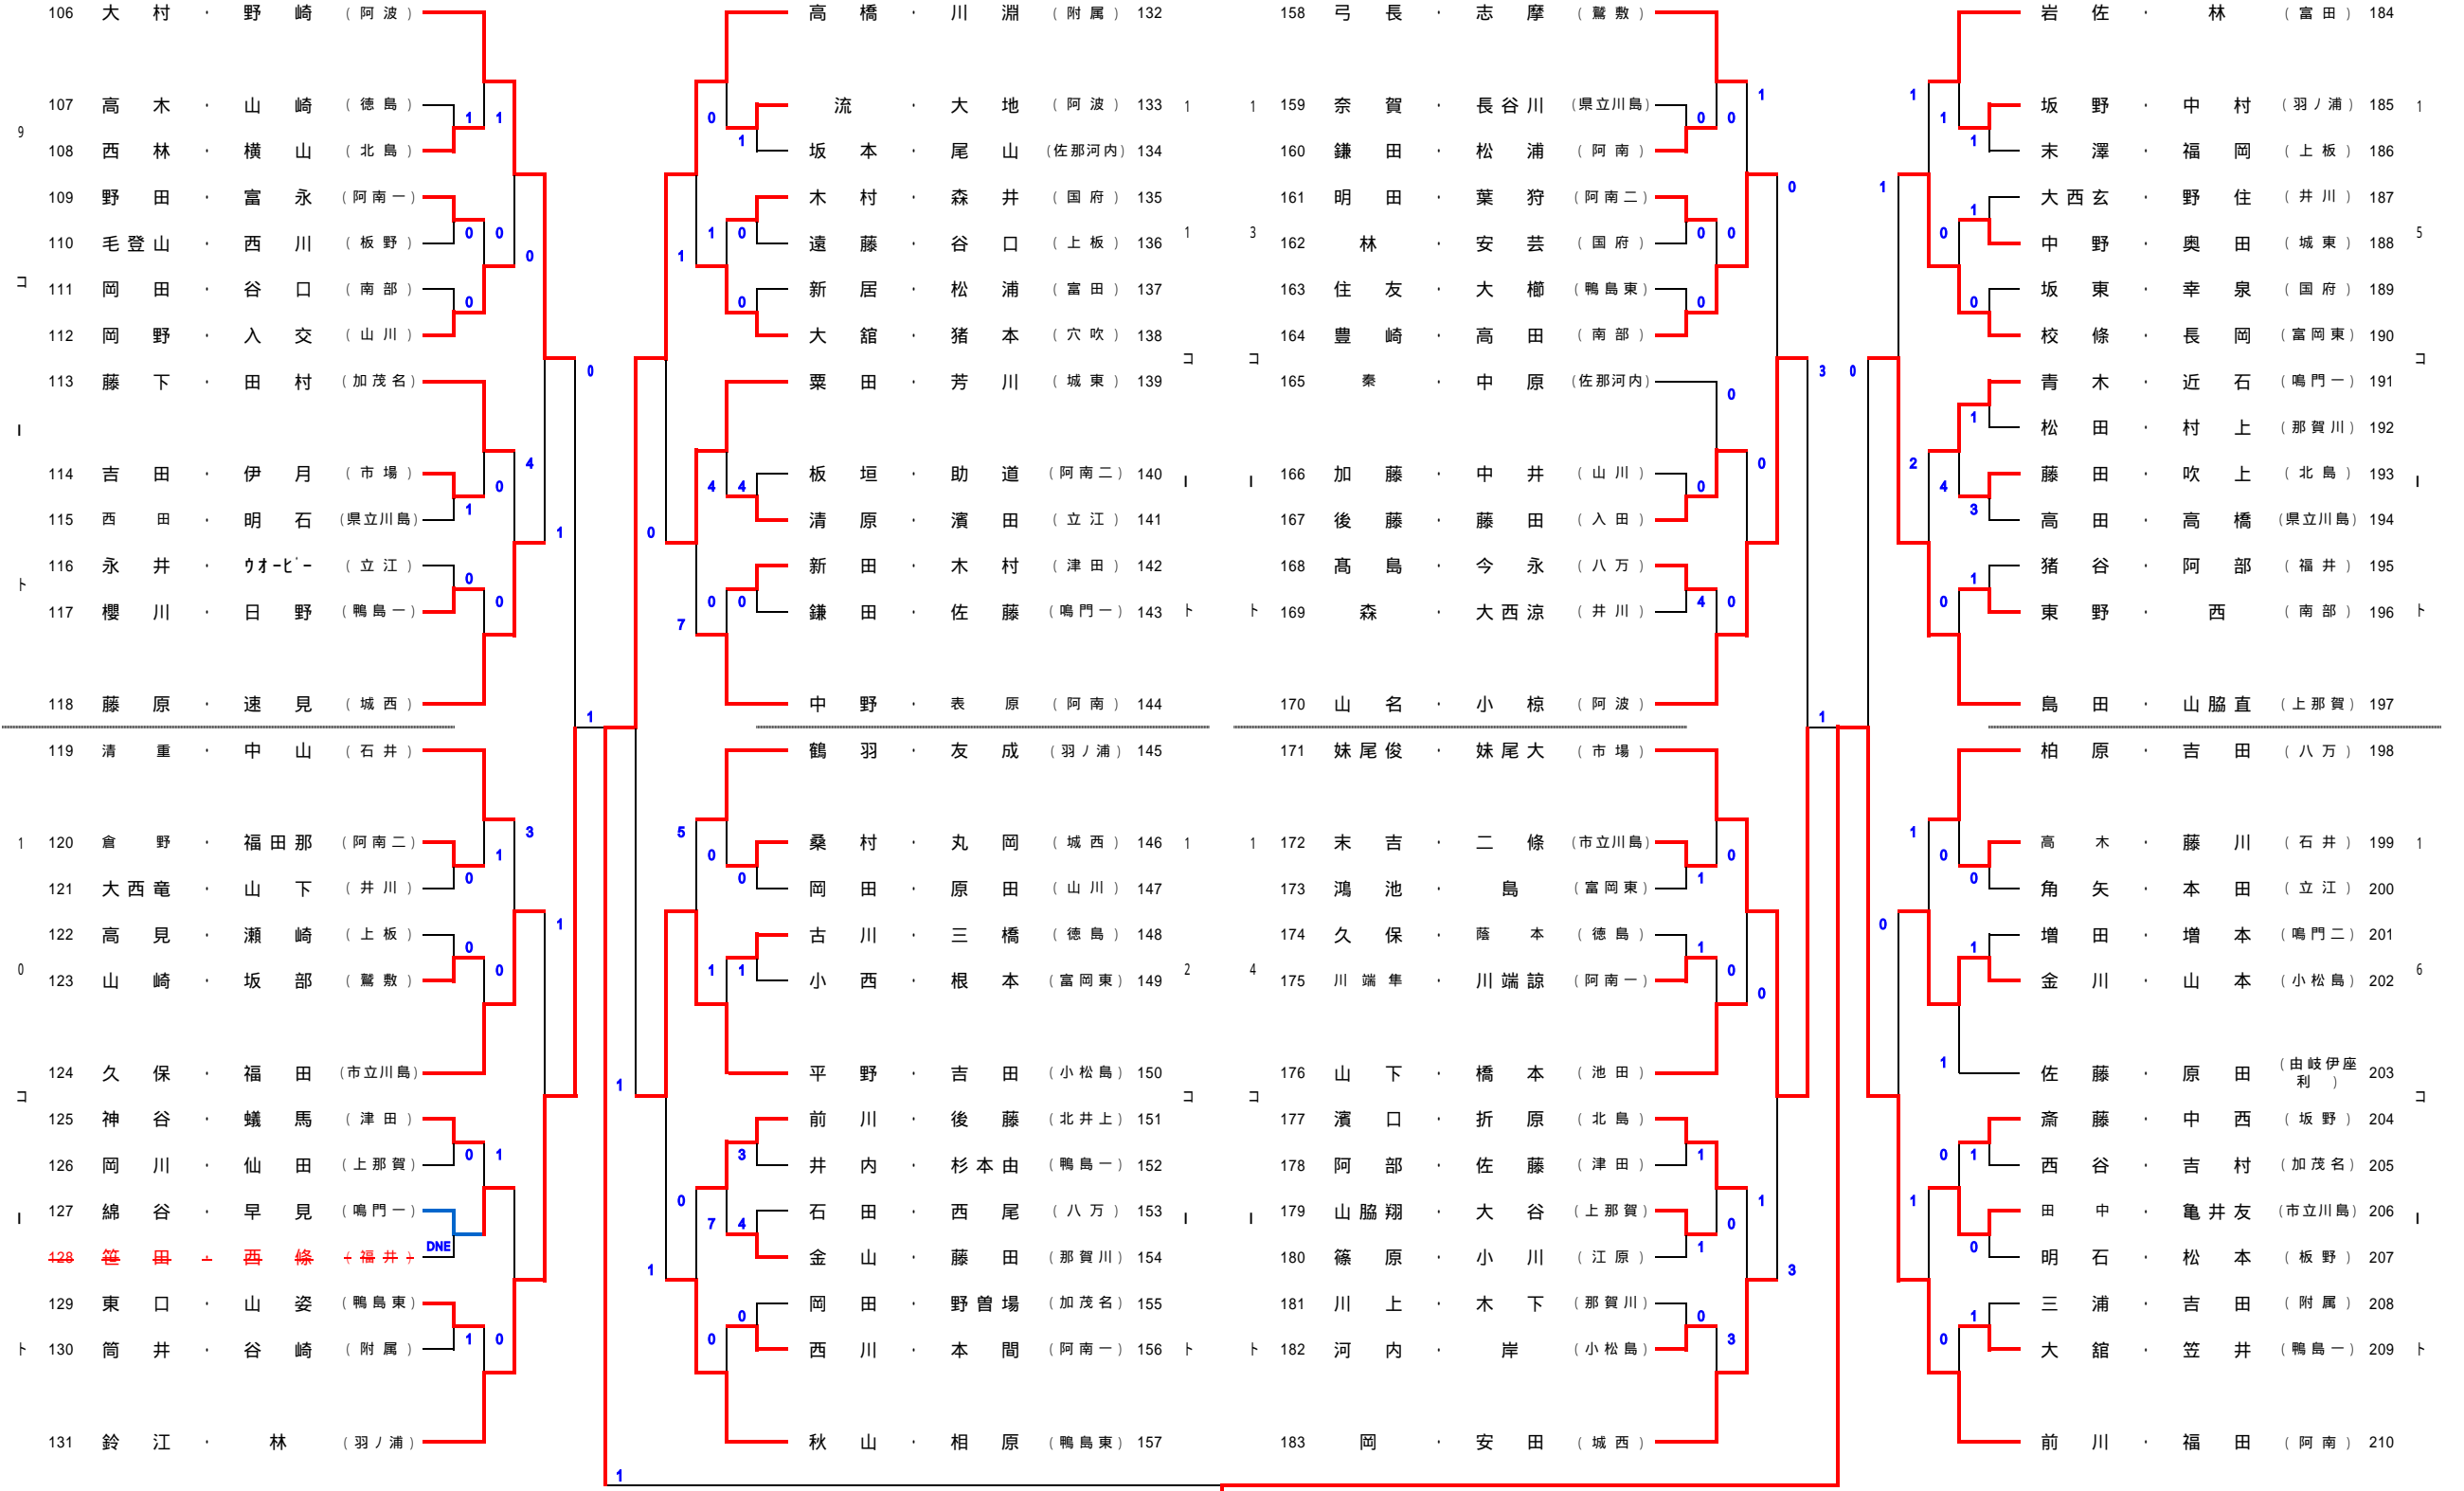 106 大村・野崎 (阿波)
107 高木・山崎 (徳島)
108 西林・横山 (北島)
109 野田・富永 (阿南一)
110 毛登山・西川 (板野)
111 岡田・谷口 (南部)
112 岡野・入交 (山川)
113 藤下・田村 (加茂名)
114 吉田・伊月 (市場)
115 西田・明石 (県立川島)
116 永井・ウオービー (立江)
117 櫻川・日野 (鴨島一)
118 藤原・速見 (城西)
9コート
119 清重・中山 (石井)
120 倉野・福田那 (阿南二)
121 大西竜・山下 (井川)
122 高見・瀬崎 (上板)
123 山崎・坂部 (鷲敷)
124 久保・福田 (市立川島)
125 神谷・蟻馬 (津田)
126 岡川・仙田 (上那賀)
127 綿谷・早見 (鳴門一)
128 笹田・西條 (福井)
DNE
129 東口・山姿 (鴨島東)
130 筒井・谷崎 (附属)
131 鈴江・林 (羽ノ浦)
10コート
高橋・川淵 (附属) 132
流・大地 (阿波) 133
坂本・尾山 (佐那河内) 134
木村・森井 (国府) 135
遠藤・谷口 (上板) 136
新居・松浦 (富田) 137
大舘・猪本 (穴吹) 138
粟田・芳川 (城東) 139
板垣・助道 (阿南二) 140
清原・濱田 (立江) 141
新田・木村 (津田) 142
鎌田・佐藤 (鳴門一) 143
中野・表原 (阿南) 144
11コート
鶴羽・友成 (羽ノ浦) 145
桑村・丸岡 (城西) 146
岡田・原田 (山川) 147
古川・三橋 (徳島) 148
小西・根本 (富岡東) 149
平野・吉田 (小松島) 150
前川・後藤 (北井上) 151
井内・杉本由 (鴨島一) 152
石田・西尾 (八万) 153
金山・藤田 (那賀川) 154
岡田・野曽場 (加茂名) 155
西川・本間 (阿南一) 156
秋山・相原 (鴨島東) 157
12コート
158 弓長・志摩 (鷲敷)
159 奈賀・長谷川 (県立川島)
160 鎌田・松浦 (阿南)
161 明田・葉狩 (阿南二)
162 林・安芸 (国府)
163 住友・大櫛 (鴨島東)
164 豊崎・高田 (南部)
165 秦・中原 (佐那河内)
166 加藤・中井 (山川)
167 後藤・藤田 (入田)
168 髙島・今永 (八万)
169 森・大西涼 (井川)
170 山名・小椋 (阿波)
13コート
171 妹尾俊・妹尾大 (市場)
172 末吉・二條 (市立川島)
173 鴻池・島 (富岡東)
174 久保・蔭本 (徳島)
175 川端隼・川端諒 (阿南一)
176 山下・橋本 (池田)
177 濱口・折原 (北島)
178 阿部・佐藤 (津田)
179 山脇翔・大谷 (上那賀)
180 篠原・小川 (江原)
181 川上・木下 (那賀川)
182 河内・岸 (小松島)
183 岡・安田 (城西)
14コート
岩佐・林 (富田) 184
坂野・中村 (羽ノ浦) 185
末澤・福岡 (上板) 186
大西玄・野住 (井川) 187
中野・奥田 (城東) 188
坂東・幸泉 (国府) 189
校條・長岡 (富岡東) 190
青木・近石 (鳴門一) 191
松田・村上 (那賀川) 192
藤田・吹上 (北島) 193
高田・高橋 (県立川島) 194
猪谷・阿部 (福井) 195
東野・西 (南部) 196
島田・山脇直 (上那賀) 197
15コート
柏原・吉田 (八万) 198
高木・藤川 (石井) 199
角矢・本田 (立江) 200
増田・増本 (鳴門二) 201
金川・山本 (小松島) 202
佐藤・原田 (由岐伊座利) 203
斎藤・中西 (坂野) 204
西谷・吉村 (加茂名) 205
田中・亀井友 (市立川島) 206
明石・松本 (板野) 207
三浦・吉田 (附属) 208
大舘・笠井 (鴨島一) 209
前川・福田 (阿南) 210
16コート